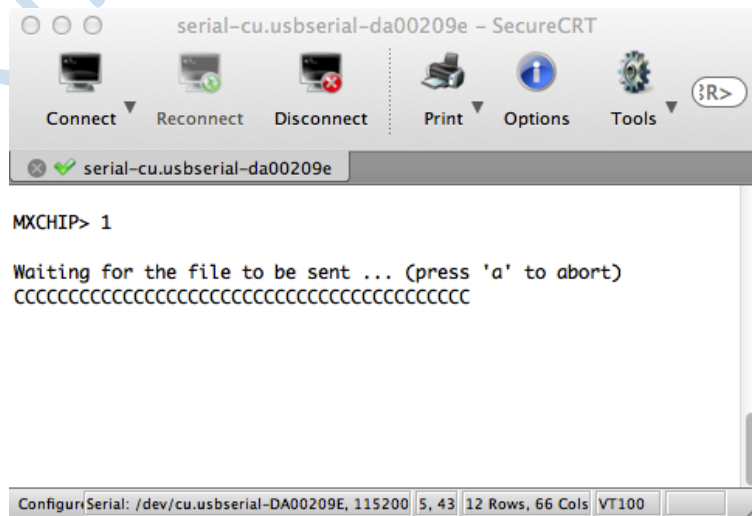 serial-cu.usbserial-da00209e – SecureCRT
Connect Reconnect Disconnect Print Options Tools
serial-cu.usbserial-da00209e
MXCHIP> 1
Waiting for the file to be sent ... (press 'a' to abort)
CCCCCCCCCCCCCCCCCCCCCCCCCCCCCCCCCCCCCCCCCC
Serial: /dev/cu.usbserial-DA00209E, 115200 5, 43 12 Rows, 66 Cols VT100